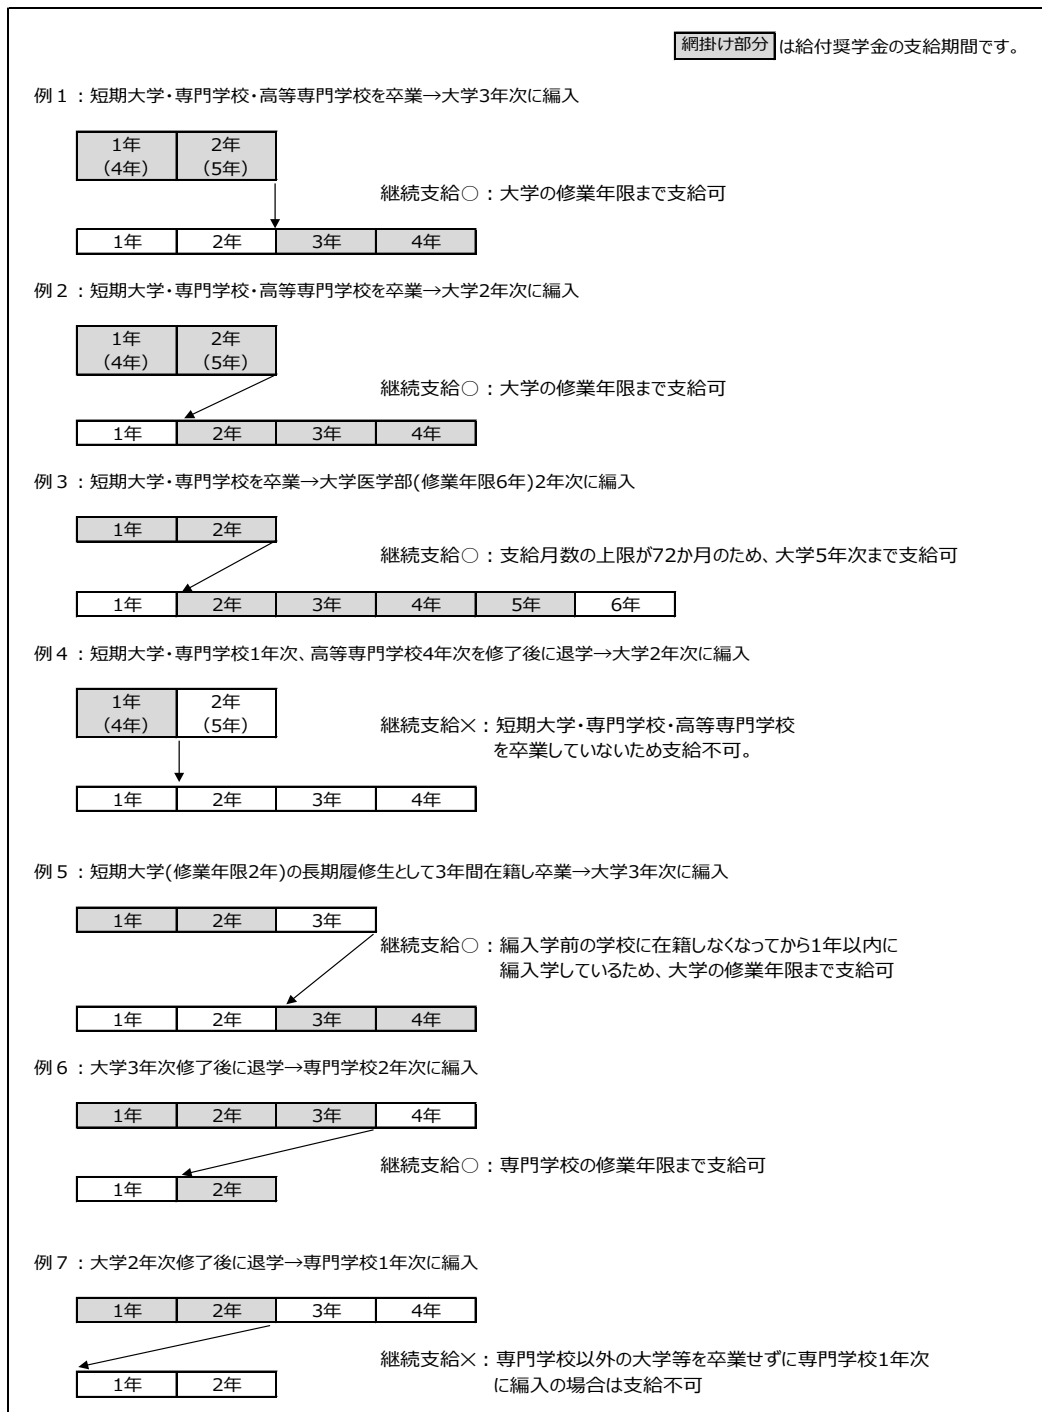 網掛け部分 は給付奨学金の支給期間です。
例1：短期大学・専門学校・高等専門学校を卒業→大学3年次に編入
1年 2年
（4年） （5年）
継続支給○：大学の修業年限まで支給可
1年 2年 3年 4年
例2：短期大学・専門学校・高等専門学校を卒業→大学2年次に編入
1年 2年
（4年） （5年）
継続支給○：大学の修業年限まで支給可
1年 2年 3年 4年
例3：短期大学・専門学校を卒業→大学医学部(修業年限6年)2年次に編入
1年 2年
継続支給○：支給月数の上限が72か月のため、大学5年次まで支給可
1年 2年 3年 4年 5年 6年
例4：短期大学・専門学校1年次、高等専門学校4年次を修了後に退学→大学2年次に編入
1年 2年
（4年） （5年）
継続支給×：短期大学・専門学校・高等専門学校
を卒業していないため支給不可。
1年 2年 3年 4年
例5：短期大学(修業年限2年)の長期履修生として3年間在籍し卒業→大学3年次に編入
1年 2年 3年
継続支給○：編入学前の学校に在籍しなくなってから1年以内に
編入学しているため、大学の修業年限まで支給可
1年 2年 3年 4年
例6：大学3年次修了後に退学→専門学校2年次に編入
1年 2年 3年 4年
継続支給○：専門学校の修業年限まで支給可
1年 2年
例7：大学2年次修了後に退学→専門学校1年次に編入
1年 2年 3年 4年
継続支給×：専門学校以外の大学等を卒業せずに専門学校1年次
に編入の場合は支給不可
1年 2年